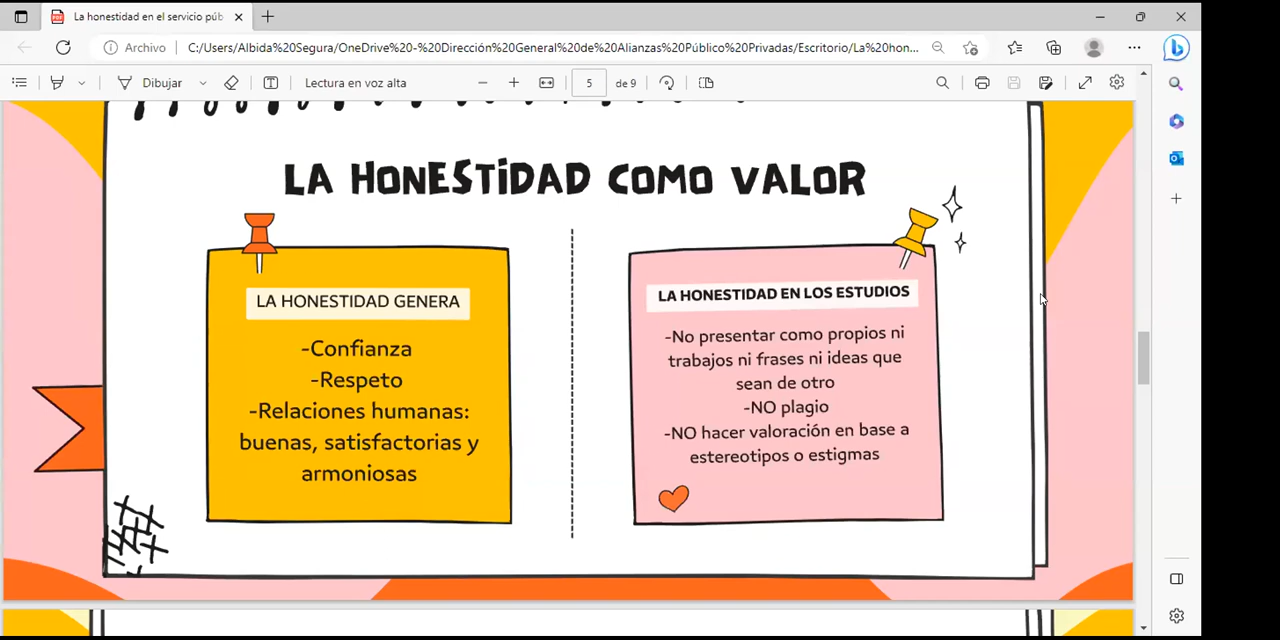 La honestidad en el servicio púb
Archivo
C:/Users/Albida%20Segura/OneDrive%20-%20Dirección%20General%20de%20Alianzas%20Público%20Privadas/Escritorio/La%20hon...
Dibujar
Lectura en voz alta
5
de 9
LA HONESTIDAD COMO VALOR
LA HONESTIDAD GENERA
-Confianza
-Respeto
-Relaciones humanas:
buenas, satisfactorias y
armoniosas
LA HONESTIDAD EN LOS ESTUDIOS
-No presentar como propios ni
trabajos ni frases ni ideas que
sean de otro
-NO plagio
-NO hacer valoración en base a
estereotipos o estigmas